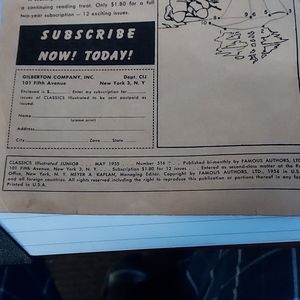 a continuing reading treat. Only $1.80 for a full
two-year subscription — 12 exciting issues.
SUBSCRIBE
NOW! TODAY!
GILBERTON COMPANY, INC. Dept. CIJ
101 Fifth Avenue New York 3, N. Y.
Enclosed is $ Enter my subscription for
issues of CLASSICS Illustrated to be sent postpaid as
issued.
Name
(please print)
Address
City Zone State
CLASSICS Illustrated JUNIOR MAY 1955 Number 516 Published bi-monthly by FAMOUS AUTHORS, LTD
101 Fifth Avenue, New York 3, N. Y. Subscription $1.80 for 12 issues Entered as second-class matter at the Post
Office, New York, N. Y. MEYER A. KAPLAN, Managing Editor. Copyright by FAMOUS AUTHORS, LTD., 1954 in U.S.A.
and all foreign countries. All rights reserved including the right to reproduce this publication or portions thereof in any
Printed in U.S.A.